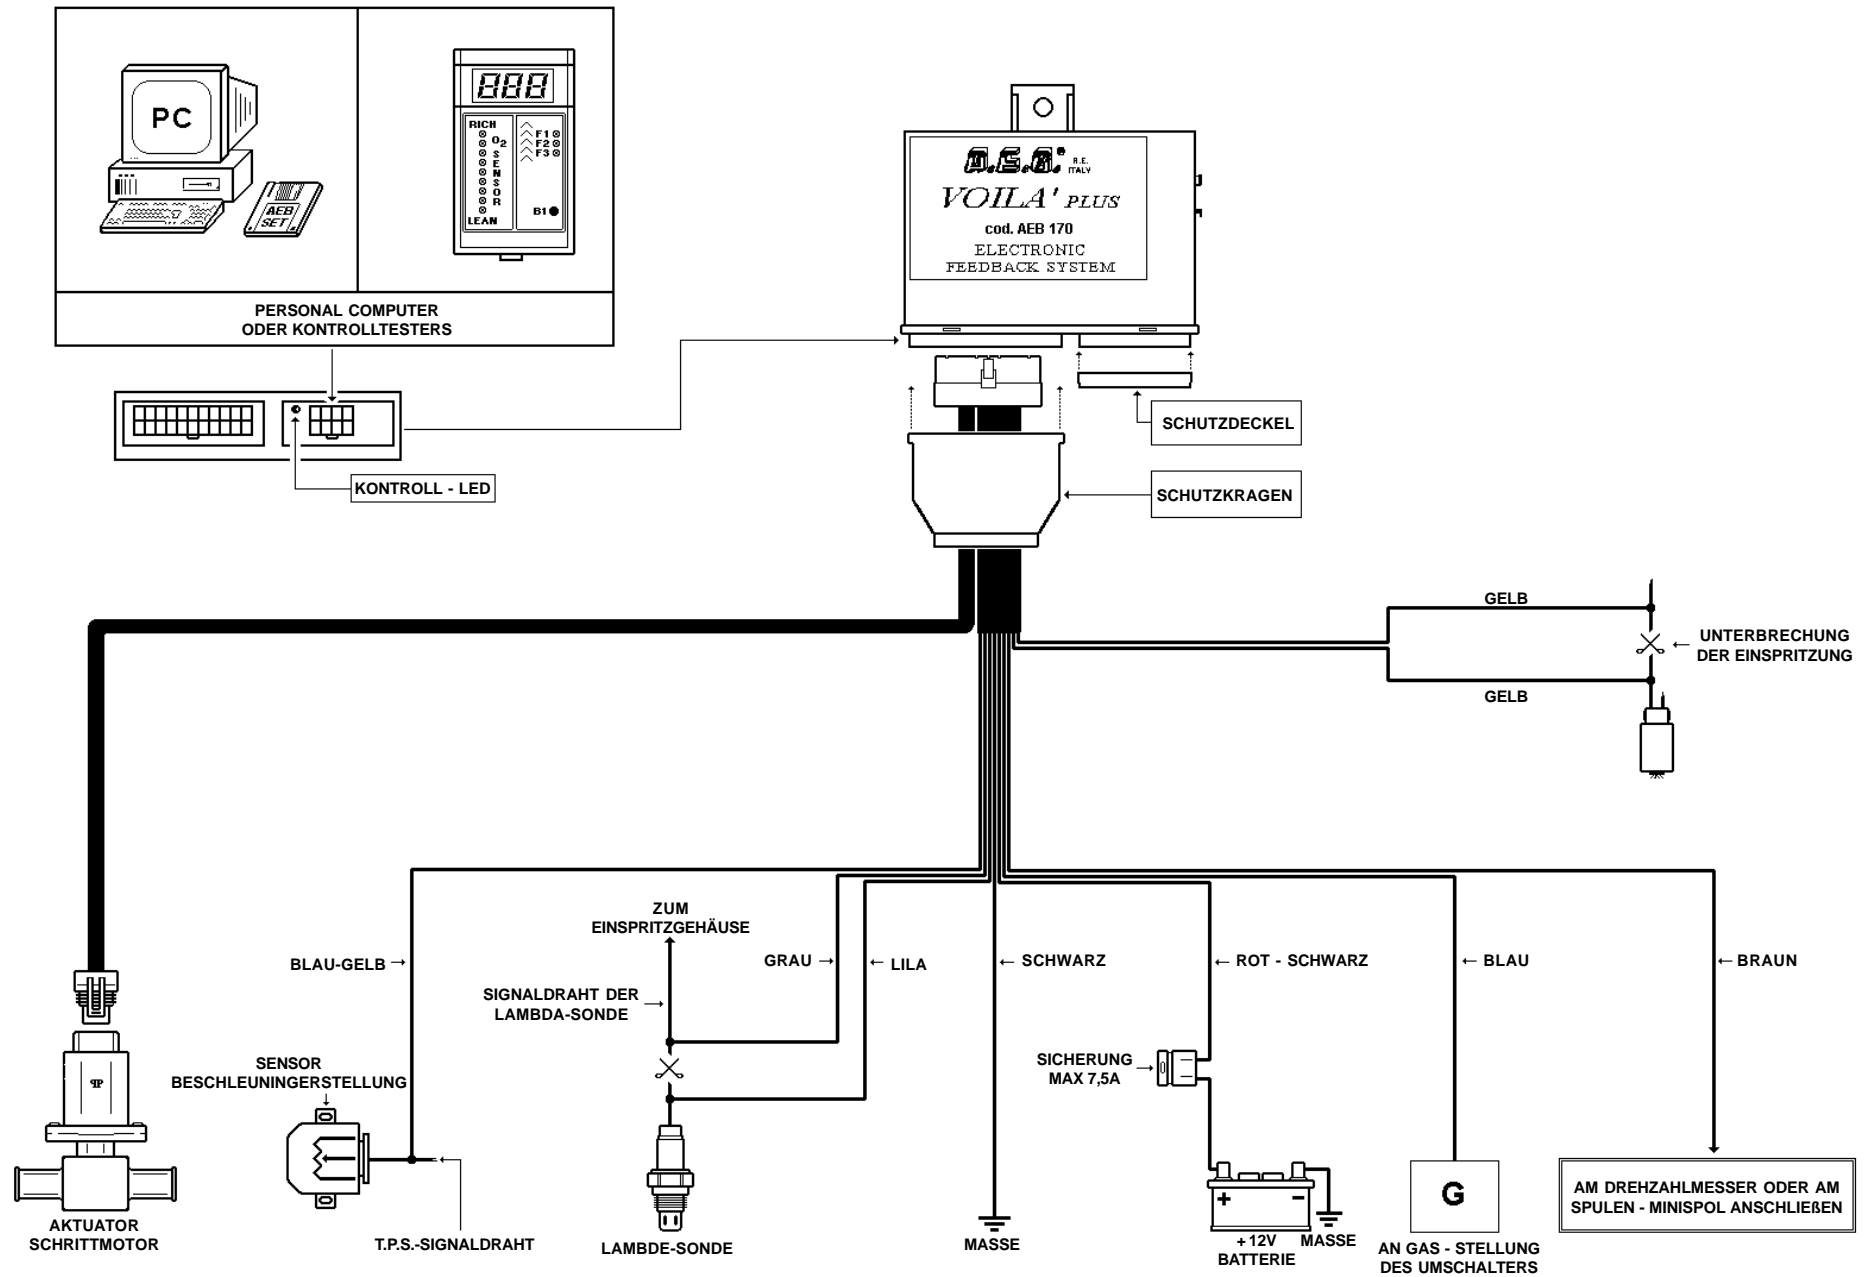 PC
AEB
SET
888
RICH
O2
SENSOR
LEAN
F1
F2
F3
B1
PERSONAL COMPUTER
ODER KONTROLLTESTERS
KONTROLL - LED
A.E.B.®
A.E.
ITALY
VOILA' PLUS
cod. AEB 170
ELECTRONIC
FEEDBACK SYSTEM
SCHUTZDECKEL
SCHUTZKRAGEN
GELB
UNTERBRECHUNG
DER EINSPRITZUNG
GELB
ZUM
EINSPRITZGEHÄUSE
BLAU-GELB
GRAU
LILA
SCHWARZ
ROT - SCHWARZ
BLAU
BRAUN
SIGNALDRAHT DER
LAMBDA-SONDE
SENSOR
BESCHLEUNINGERSTELLUNG
SICHERUNG
MAX 7,5A
AKTUATOR
SCHRITTMOTOR
T.P.S.-SIGNALDRAHT
LAMBDE-SONDE
MASSE
+ −
+ 12V
BATTERIE
MASSE
G
AN GAS - STELLUNG
DES UMSCHALTERS
AM DREHZAHLMESSER ODER AM
SPULEN - MINISPOL ANSCHLIEßEN